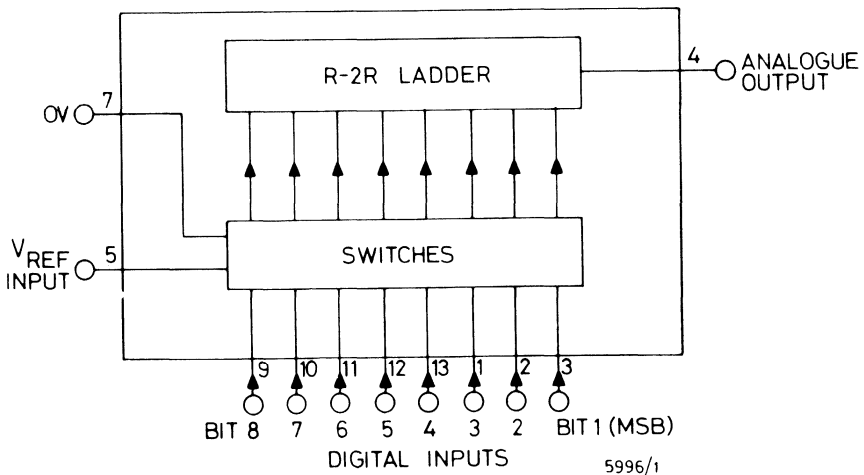 R-2R LADDER
4
ANALOGUE
OUTPUT
7
0V
SWITCHES
5
VREF
INPUT
9 10 11 12 13 1 2 3
BIT 8 7 6 5 4 3 2 BIT 1 (MSB)
DIGITAL INPUTS
5996/1